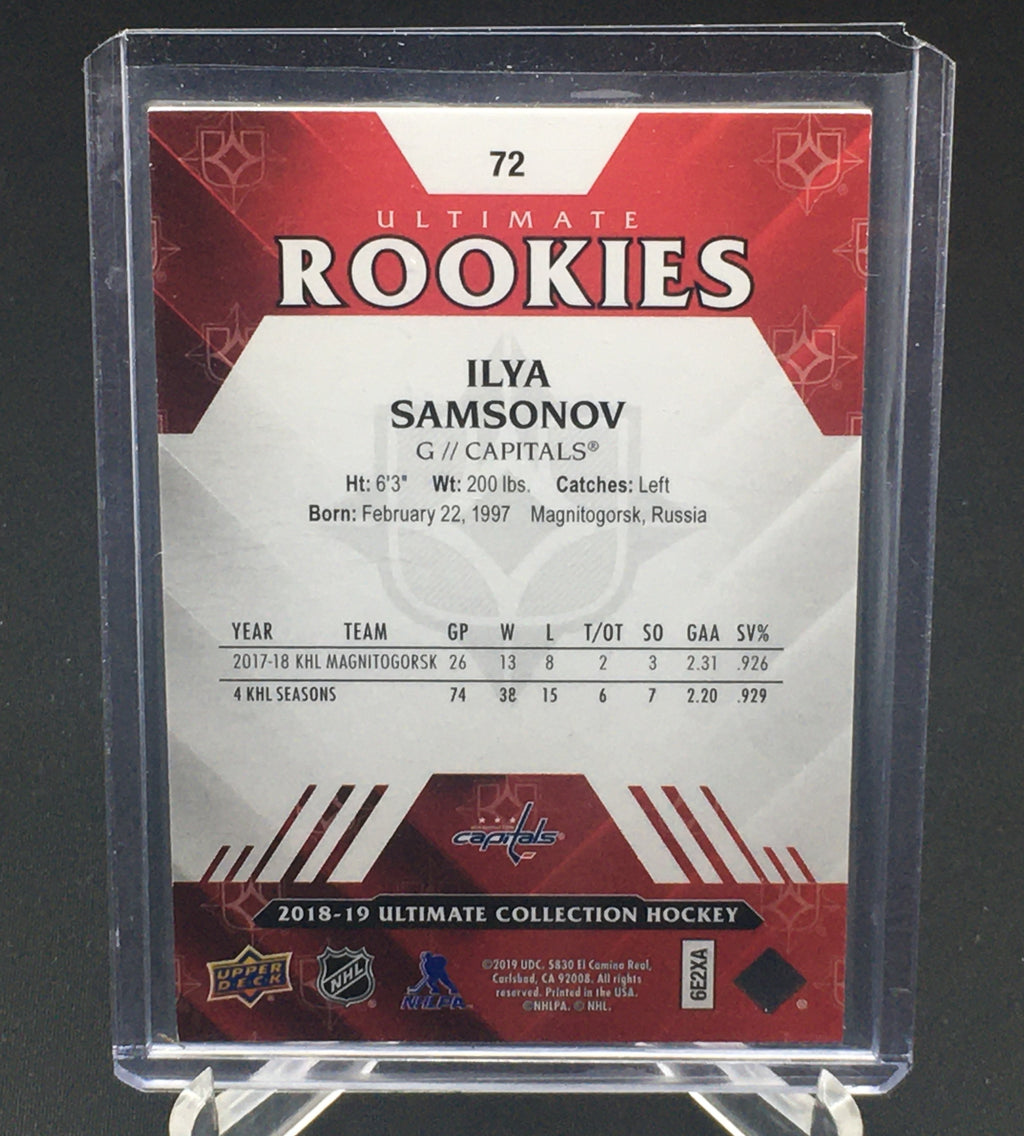 72
ULTIMATE
ROOKIES
ILYA
SAMSONOV
G // CAPITALS®
Ht: 6'3" Wt: 200 lbs. Catches: Left
Born: February 22, 1997 Magnitogorsk, Russia
YEAR TEAM GP W L T/OT SO GAA SV%
2017-18 KHL MAGNITOGORSK 26 13 8 2 3 2.31 .926
4 KHL SEASONS 74 38 15 6 7 2.20 .929
capitals®
2018-19 ULTIMATE COLLECTION HOCKEY
UPPER
DECK
NHL®
NHLPA
©2019 UDC. 5830 El Camino Real,
Carlsbad, CA 92008. All rights
reserved. Printed in the USA.
©NHLPA. © NHL.
6E2XA
®